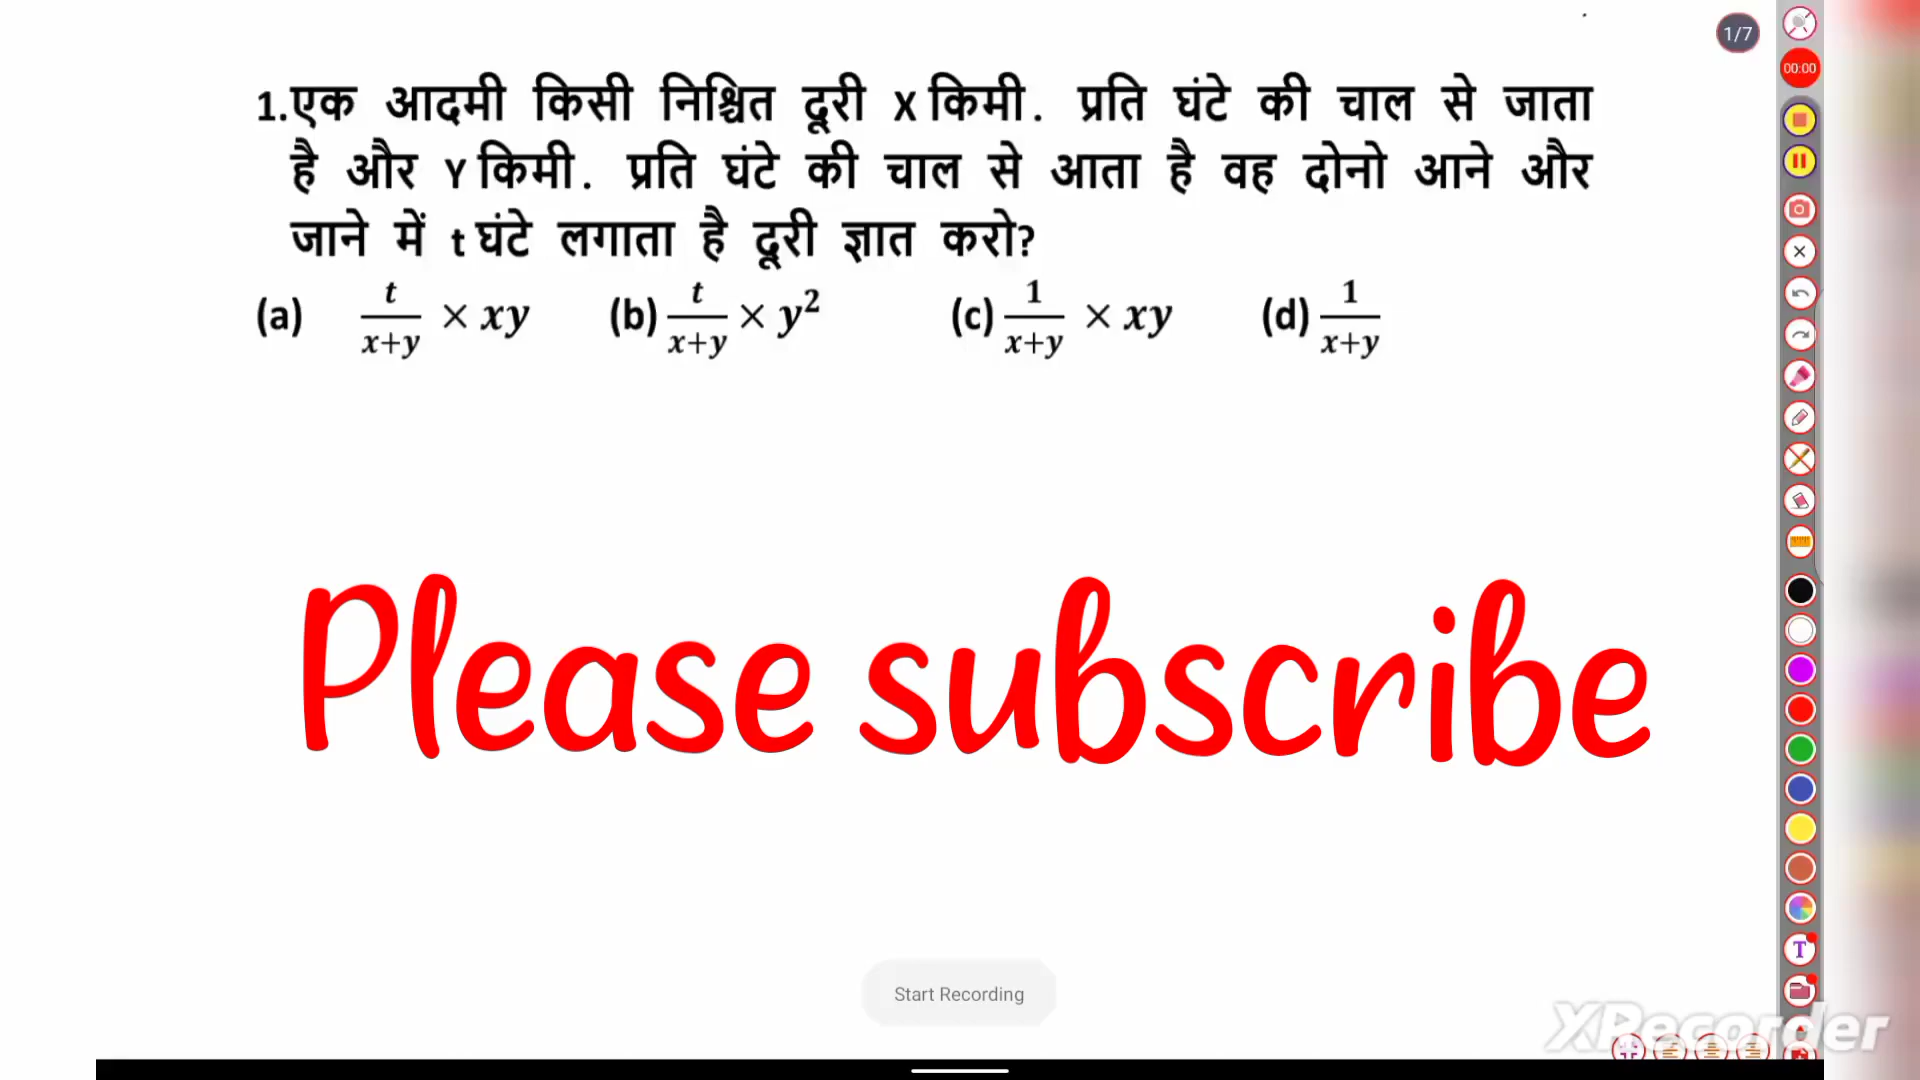 1/7
00:00
1.एक आदमी किसी निश्चित दूरी X किमी. प्रति घंटे की चाल से जाता
है और Y किमी. प्रति घंटे की चाल से आता है वह दोनो आने और
जाने में t घंटे लगाता है दूरी ज्ञात करो?
(a) t/x+y × xy (b) t/x+y × y² (c) 1/x+y × xy (d) 1/x+y
Please subscribe
T
Start Recording
XRecorder